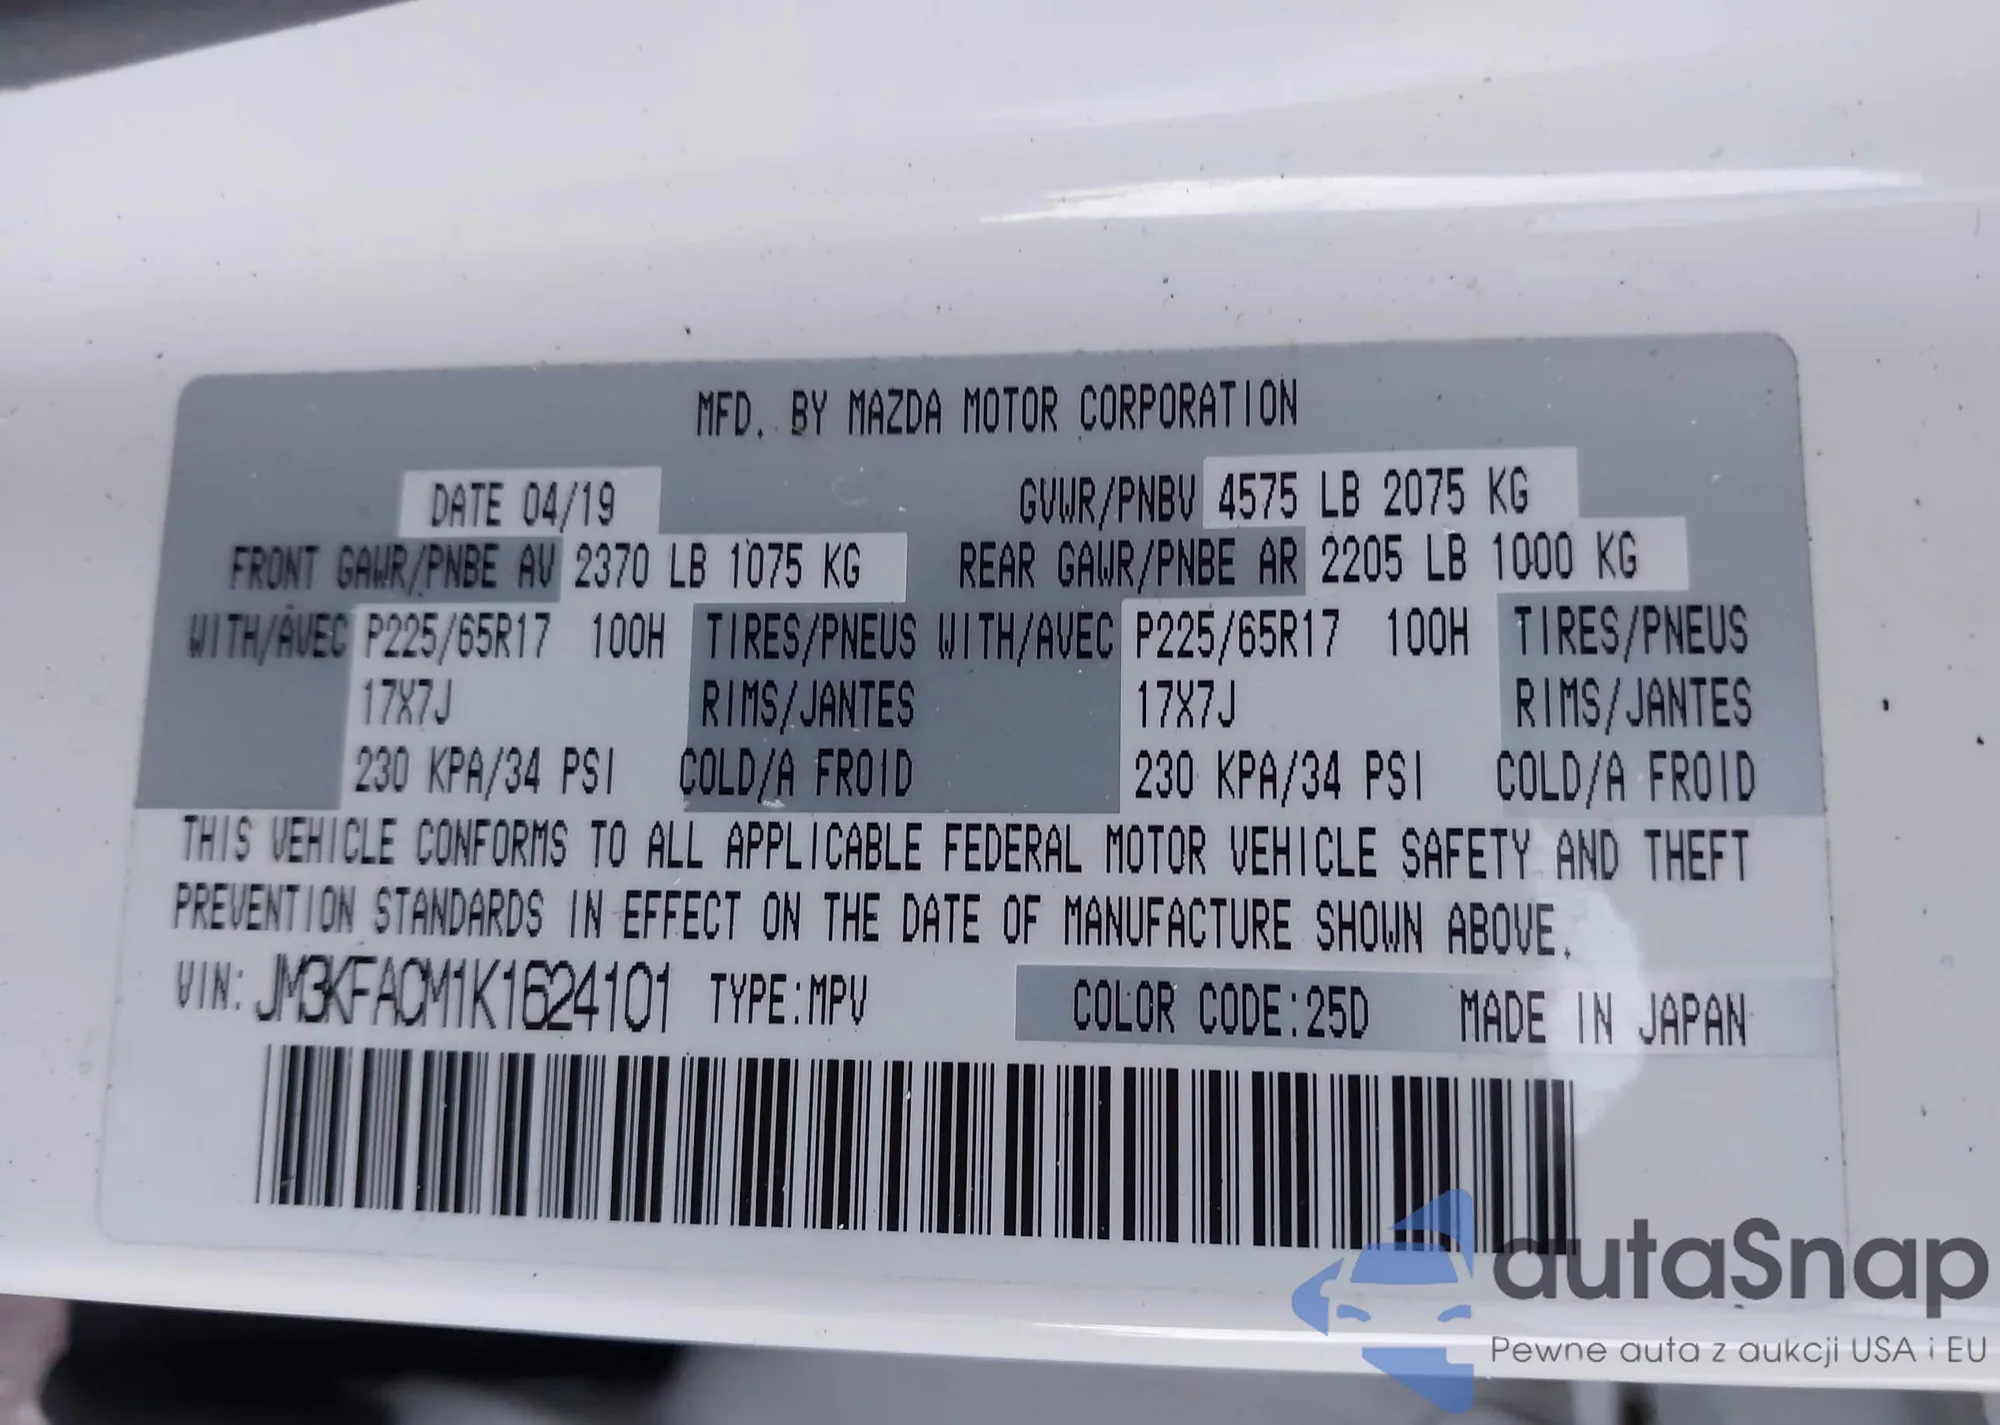 MFD. BY MAZDA MOTOR CORPORATION
DATE 04/19 GVWR/PNBV 4575 LB 2075 KG
FRONT GAWR/PNBE AV 2370 LB 1075 KG REAR GAWR/PNBE AR 2205 LB 1000 KG
WITH/AVEC P225/65R17 100H TIRES/PNEUS WITH/AVEC P225/65R17 100H TIRES/PNEUS
17X7J RIMS/JANTES 17X7J RIMS/JANTES
230 KPA/34 PSI COLD/A FROID 230 KPA/34 PSI COLD/A FROID
THIS VEHICLE CONFORMS TO ALL APPLICABLE FEDERAL MOTOR VEHICLE SAFETY AND THEFT
PREVENTION STANDARDS IN EFFECT ON THE DATE OF MANUFACTURE SHOWN ABOVE.
VIN: JM3KFACM1K1624101 TYPE:MPV COLOR CODE:25D MADE IN JAPAN
autaSnap
Pewne auta z aukcji USA i EU